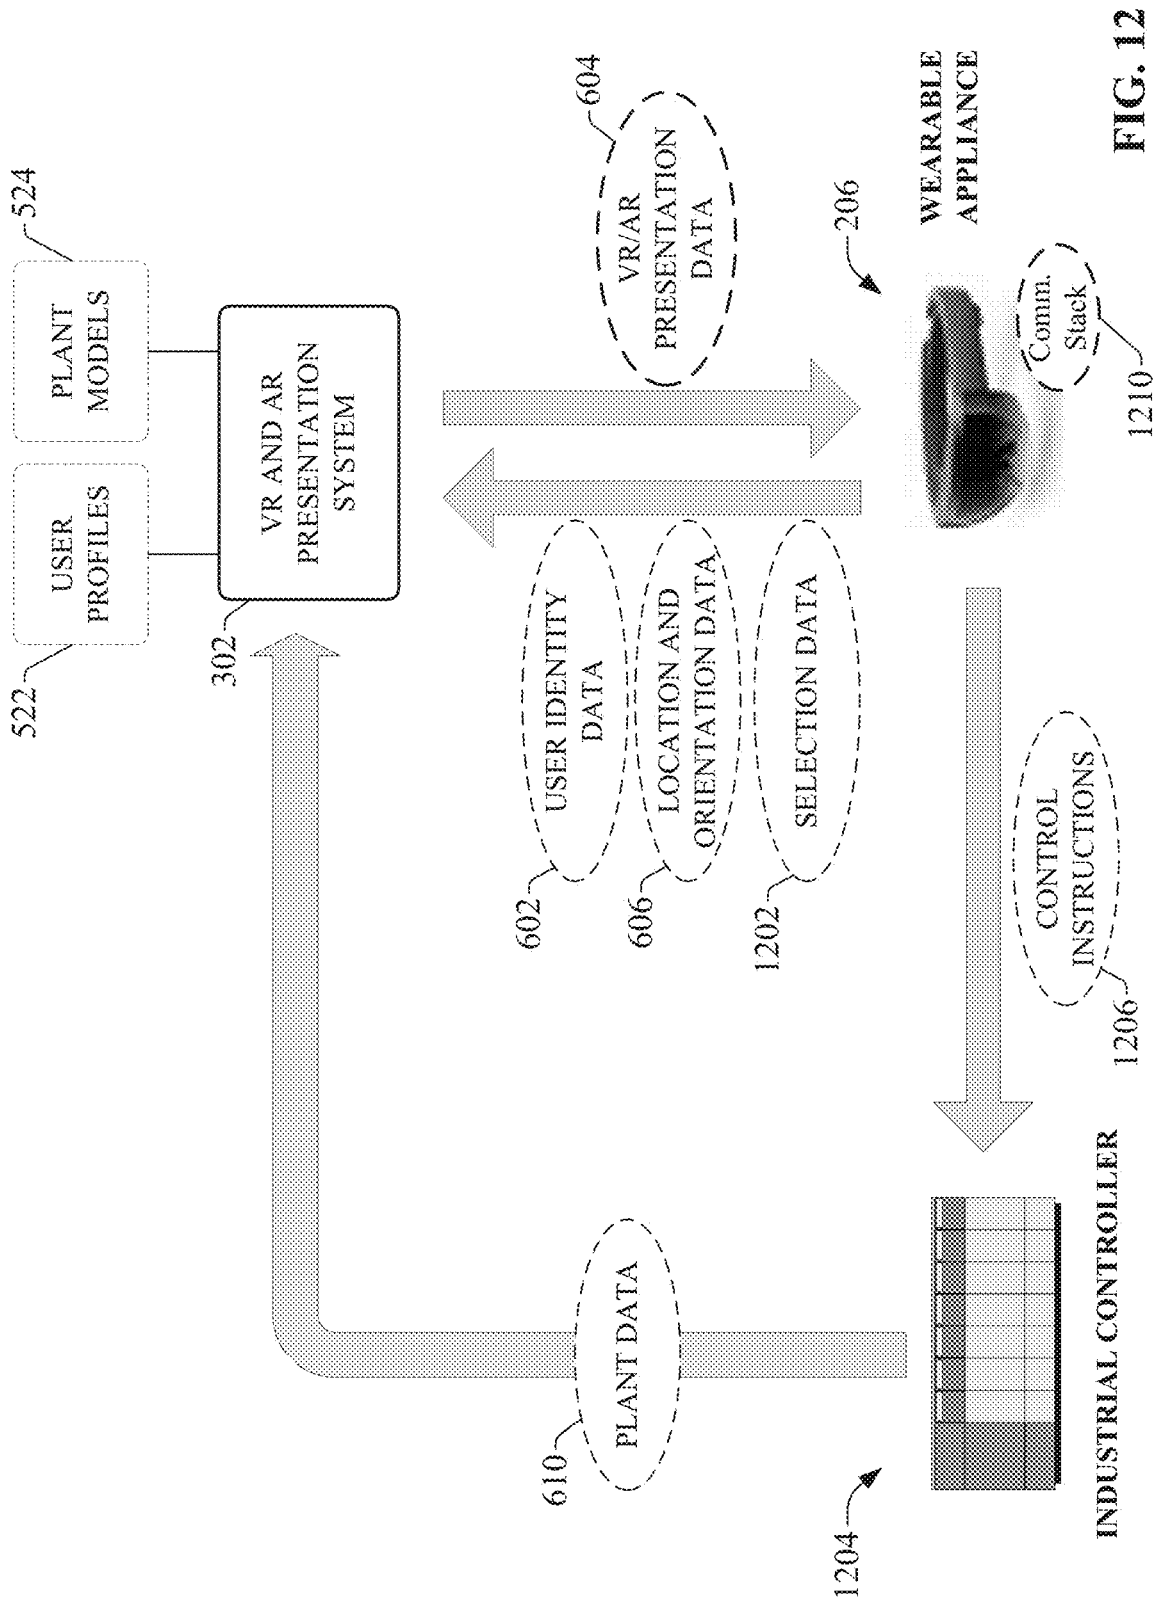 522
USER
PROFILES
PLANT
MODELS
524
302
VR AND AR
PRESENTATION
SYSTEM
610
PLANT DATA
602
USER IDENTITY
DATA
606
LOCATION AND
ORIENTATION DATA
1202
SELECTION DATA
604
VR/AR
PRESENTATION
DATA
1204
INDUSTRIAL CONTROLLER
1206
CONTROL
INSTRUCTIONS
206
WEARABLE
APPLIANCE
1210
Comm.
Stack
FIG. 12